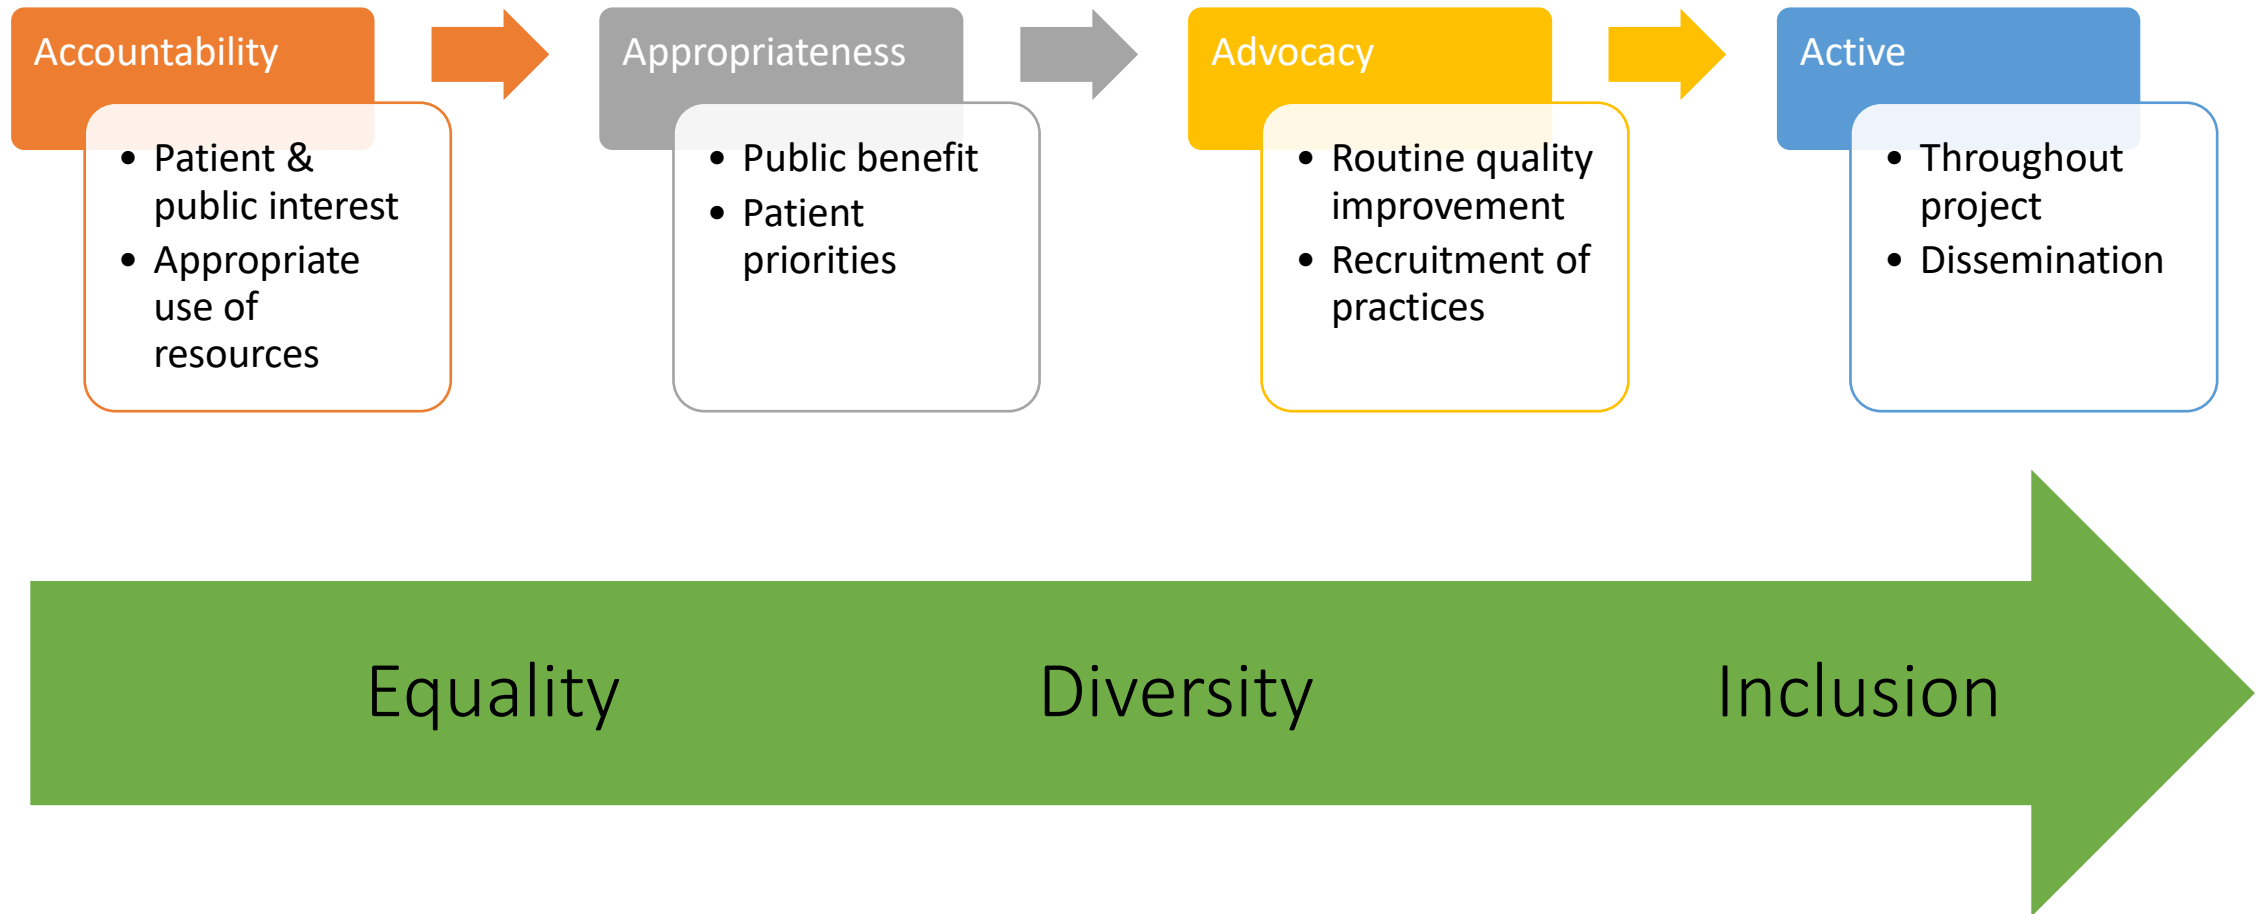 Accountability
• Patient &
public interest
• Appropriate
use of
resources
Appropriateness
• Public benefit
• Patient
priorities
Advocacy
• Routine quality
improvement
• Recruitment of
practices
Active
• Throughout
project
• Dissemination
Equality Diversity Inclusion